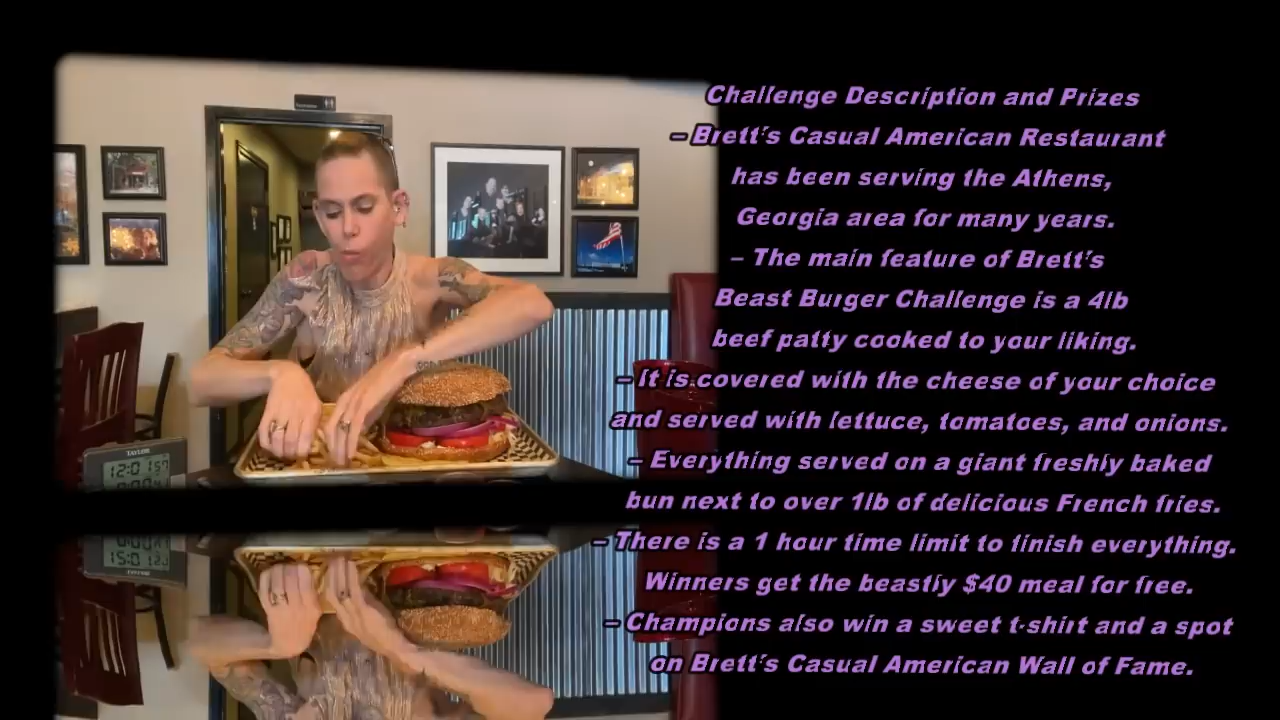 Challenge Description and Prizes
– Brett's Casual American Restaurant
has been serving the Athens,
Georgia area for many years.
– The main feature of Brett's
Beast Burger Challenge is a 4lb
beef patty cooked to your liking.
– It is covered with the cheese of your choice
and served with lettuce, tomatoes, and onions.
– Everything served on a giant freshly baked
bun next to over 1lb of delicious French fries.
– There is a 1 hour time limit to finish everything.
Winners get the beastly $40 meal for free.
– Champions also win a sweet t-shirt and a spot
on Brett's Casual American Wall of Fame.
TAYLOR